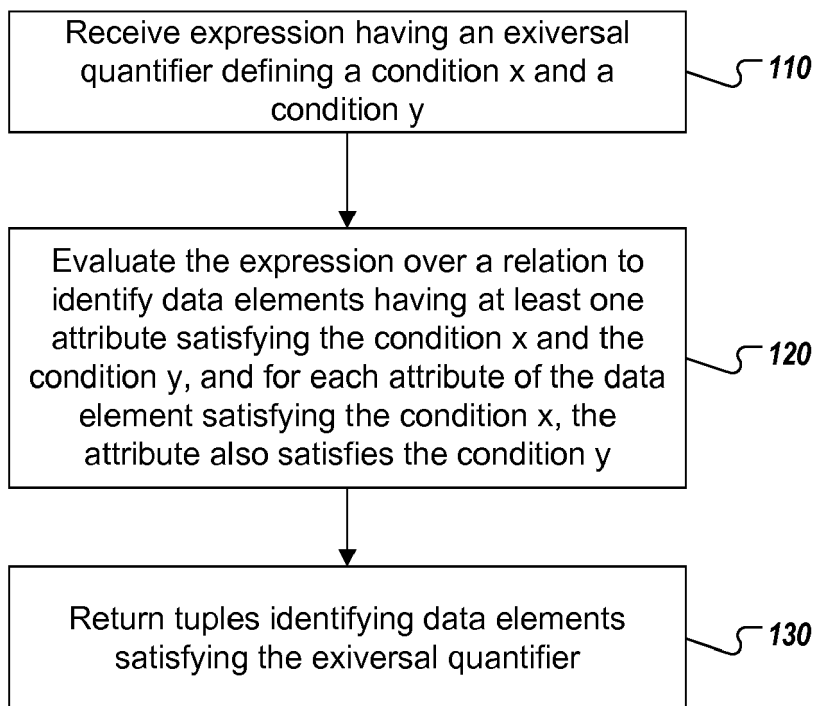 Receive expression having an exiversal
quantifier defining a condition x and a
condition y
110
Evaluate the expression over a relation to
identify data elements having at least one
attribute satisfying the condition x and the
condition y, and for each attribute of the data
element satisfying the condition x, the
attribute also satisfies the condition y
120
Return tuples identifying data elements
satisfying the exiversal quantifier
130